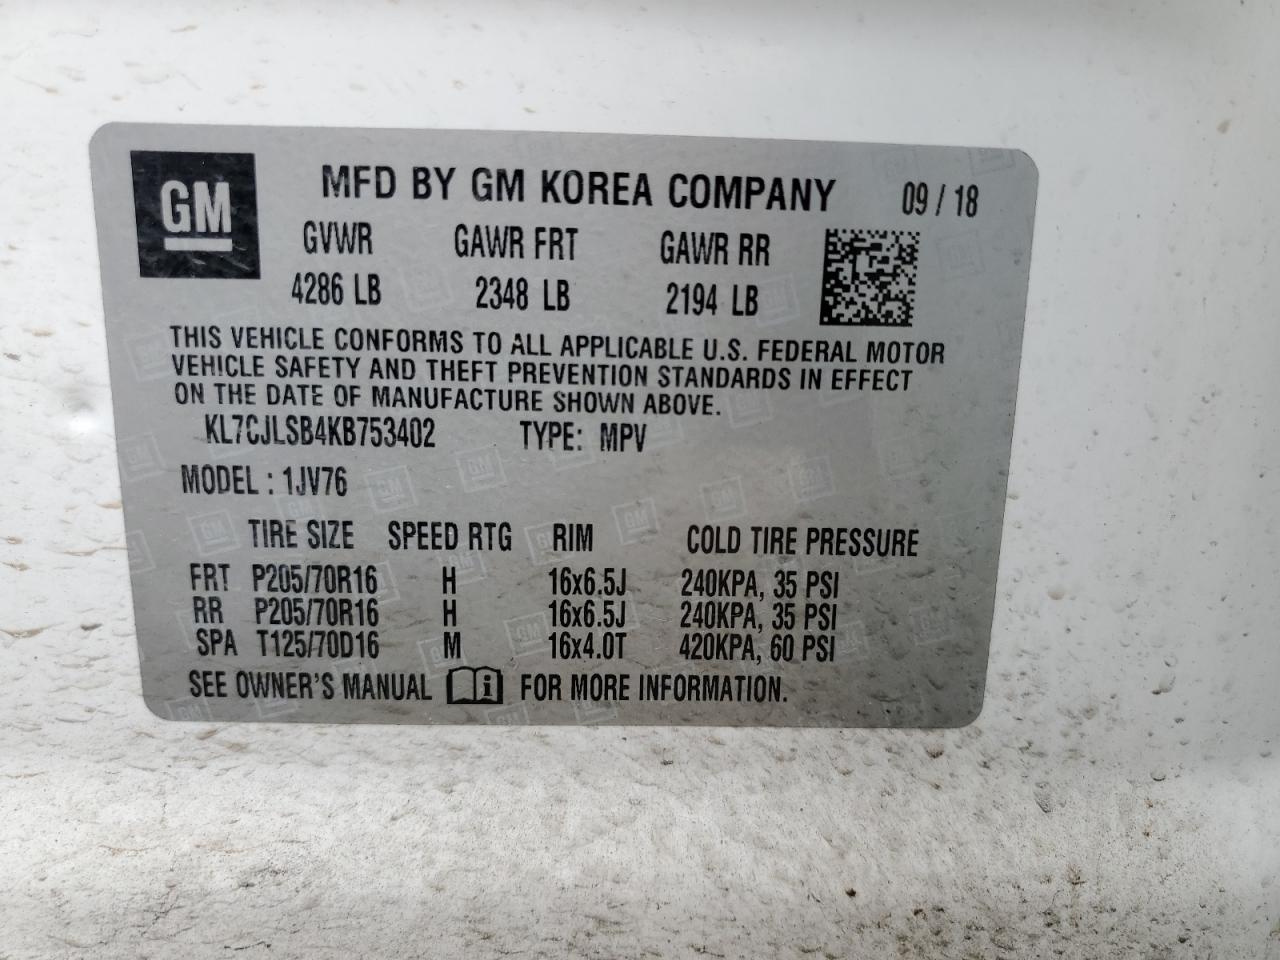 GM
MFD BY GM KOREA COMPANY 09 / 18
GVWR GAWR FRT GAWR RR
4286 LB 2348 LB 2194 LB
THIS VEHICLE CONFORMS TO ALL APPLICABLE U.S. FEDERAL MOTOR
VEHICLE SAFETY AND THEFT PREVENTION STANDARDS IN EFFECT
ON THE DATE OF MANUFACTURE SHOWN ABOVE.
KL7CJLSB4KB753402 TYPE: MPV
MODEL : 1JV76
TIRE SIZE SPEED RTG RIM COLD TIRE PRESSURE
FRT P205/70R16 H 16x6.5J 240KPA, 35 PSI
RR P205/70R16 H 16x6.5J 240KPA, 35 PSI
SPA T125/70D16 M 16x4.0T 420KPA, 60 PSI
SEE OWNER'S MANUAL i FOR MORE INFORMATION.